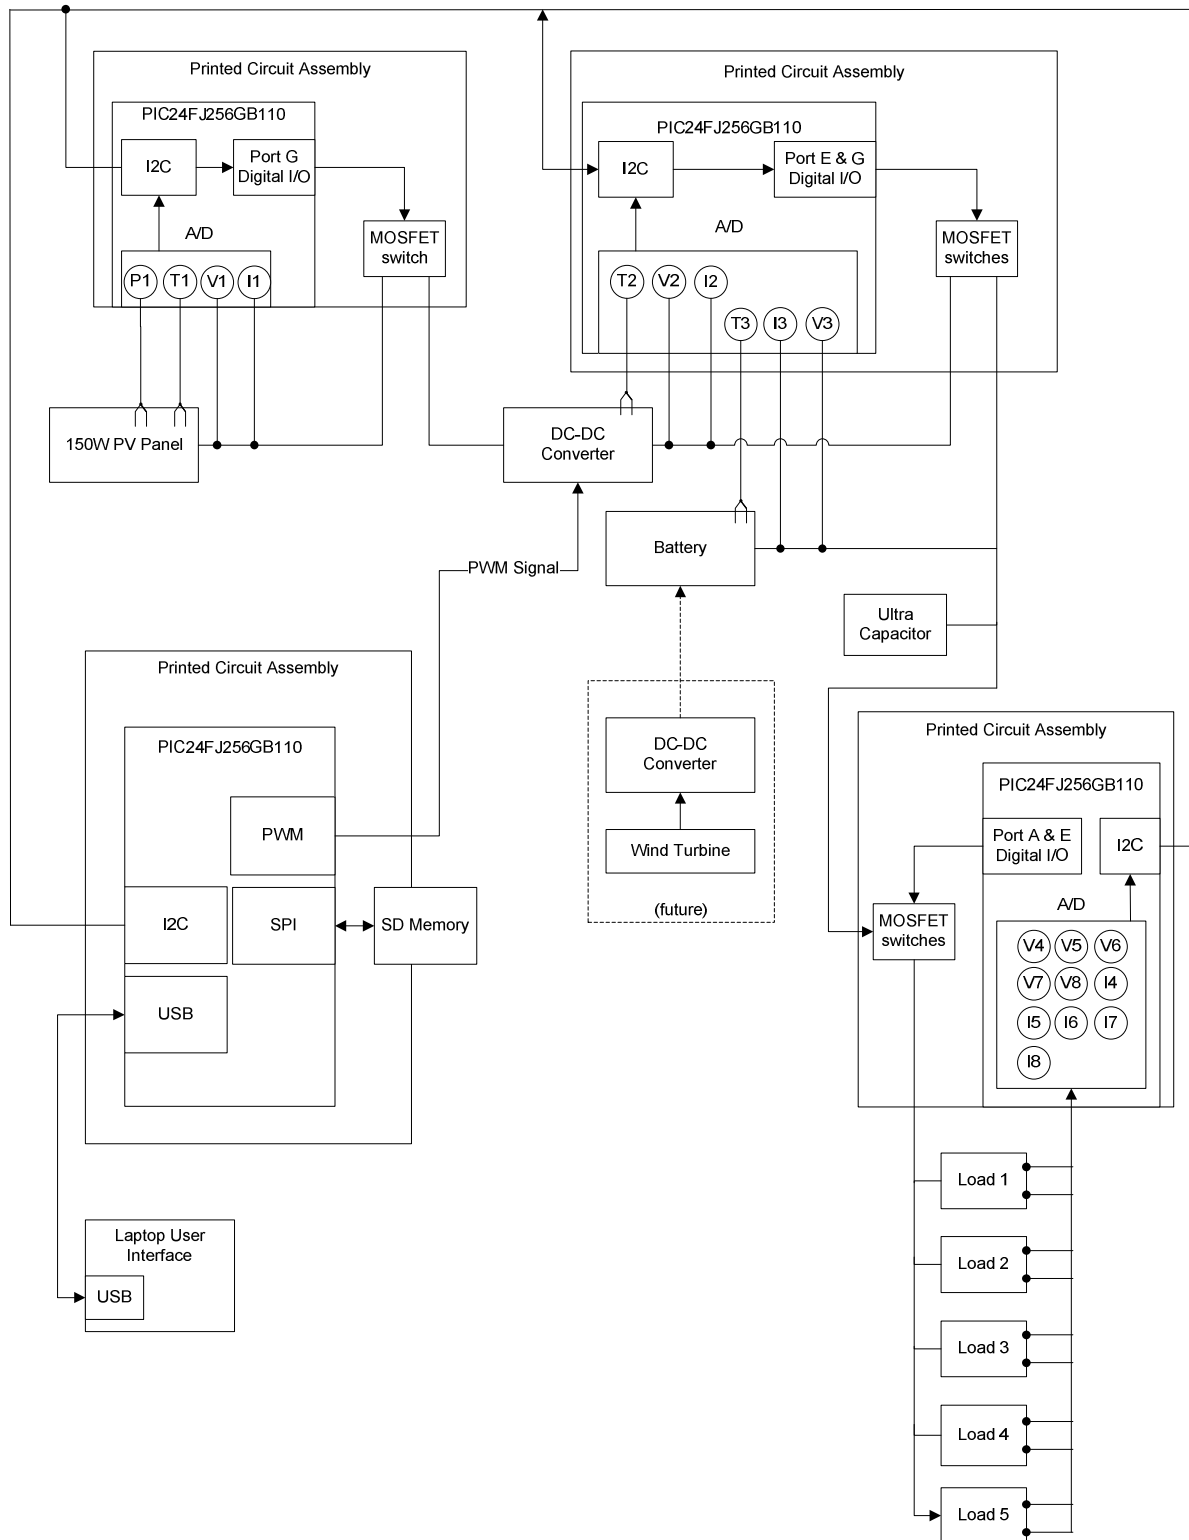 Printed Circuit Assembly
PIC24FJ256GB110
I2C
Port G
Digital I/O
A/D
MOSFET
switch
P1
T1
V1
I1
150W PV Panel
Printed Circuit Assembly
PIC24FJ256GB110
I2C
Port E & G
Digital I/O
A/D
MOSFET
switches
T2
V2
I2
T3
I3
V3
DC-DC
Converter
Battery
PWM Signal
Ultra
Capacitor
Printed Circuit Assembly
PIC24FJ256GB110
PWM
I2C
SPI
SD Memory
USB
DC-DC
Converter
Wind Turbine
(future)
Printed Circuit Assembly
PIC24FJ256GB110
Port A & E
Digital I/O
I2C
A/D
MOSFET
switches
V4
V5
V6
V7
V8
I4
I5
I6
I7
I8
Laptop User
Interface
USB
Load 1
Load 2
Load 3
Load 4
Load 5